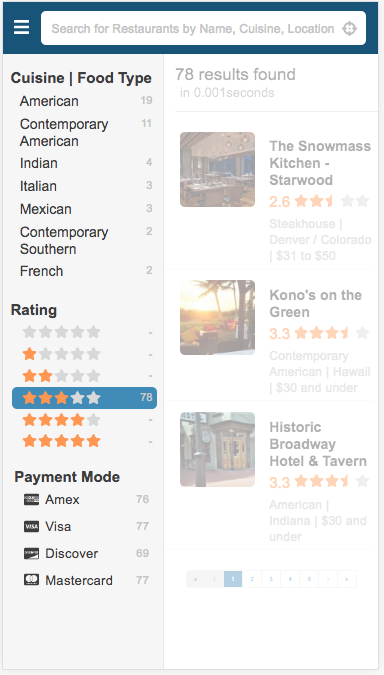 Search for Restaurants by Name, Cuisine, Location
Cuisine | Food Type
American 19
Contemporary American 11
Indian 4
Italian 3
Mexican 3
Contemporary Southern 2
French 2
Rating
-
-
-
78
-
-
Payment Mode
Amex 76
Visa 77
Discover 69
Mastercard 77
78 results found
in 0.001seconds
The Snowmass
Kitchen -
Starwood
2.6
Steakhouse |
Denver / Colorado
| $31 to $50
Kono's on the
Green
3.3
Contemporary
American | Hawaii
| $30 and under
Historic
Broadway
Hotel & Tavern
3.3
American |
Indiana | $30 and
under
« ‹ 1 2 3 4 5 › »